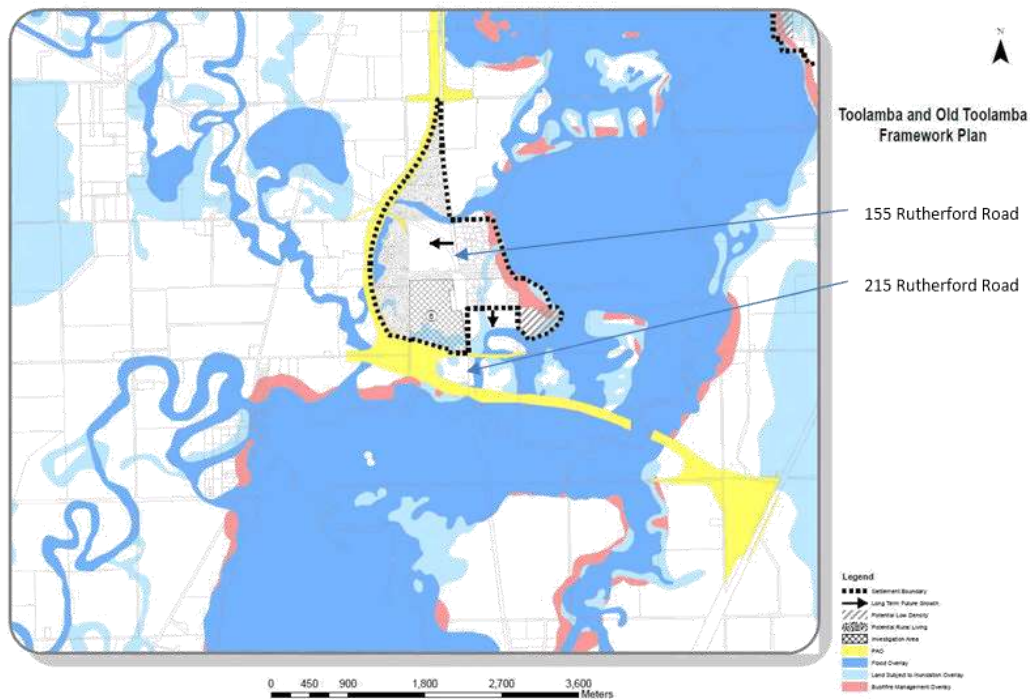 N
Toolamba and Old Toolamba
Framework Plan
155 Rutherford Road
215 Rutherford Road
Legend
Settlement Boundary
Long Term Future Growth
Potential Low Density
Potential Rural Living
Investigation Area
PAO
Flood Overlay
Land Subject to Inundation Overlay
Bushfire Management Overlay
0 450 900 1,800 2,700 3,600
Meters